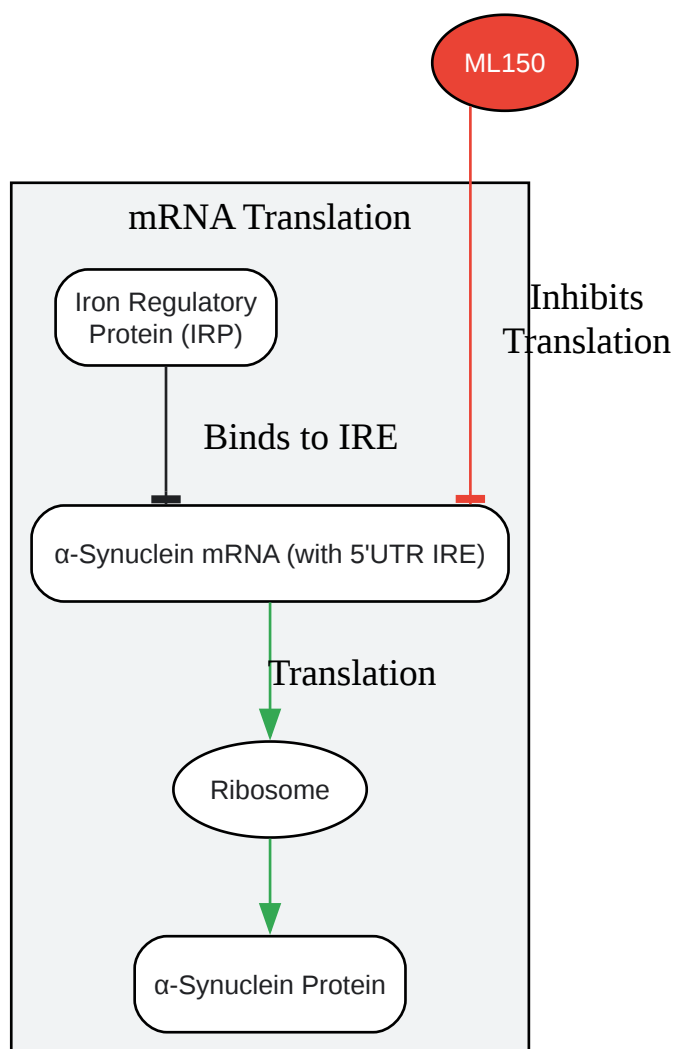 ML150
mRNA Translation
Iron Regulatory
Protein (IRP)
Inhibits
Translation
Binds to IRE
α-Synuclein mRNA (with 5'UTR IRE)
Translation
Ribosome
α-Synuclein Protein